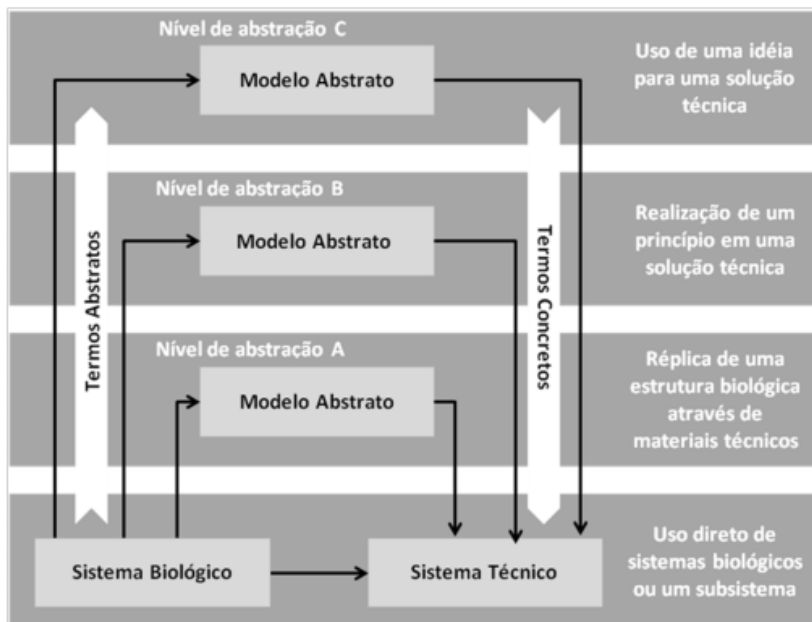 Nível de abstração C
Modelo Abstrato
Uso de uma idéia
para uma solução
técnica
Nível de abstração B
Modelo Abstrato
Realização de um
princípio em uma
solução técnica
Termos Abstratos
Termos Concretos
Nível de abstração A
Modelo Abstrato
Réplica de uma
estrutura biológica
através de
materiais técnicos
Sistema Biológico
Sistema Técnico
Uso direto de
sistemas biológicos
ou um subsistema